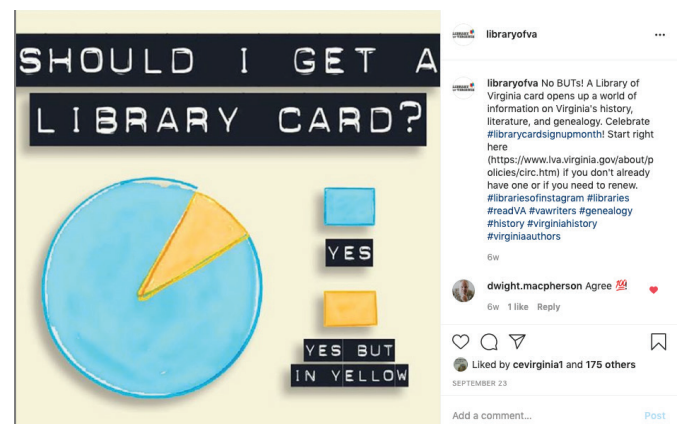 SHOULD I GET A
LIBRARY CARD?
YES
YES BUT
IN YELLOW
libraryofva
libraryofva No BUTs! A Library of
Virginia card opens up a world of
information on Virginia's history,
literature, and genealogy. Celebrate
#librarycardsignupmonth! Start right
here
(https://www.lva.virginia.gov/about/p
olicies/circ.htm) if you don't already
have one or if you need to renew.
#librariesofinstagram #libraries
#readVA #vawriters #genealogy
#history #virginiahistory
#virginiaauthors
6w
dwight.macpherson Agree 💯
6w 1 like Reply
Liked by cevirginia1 and 175 others
SEPTEMBER 23
Add a comment... Post